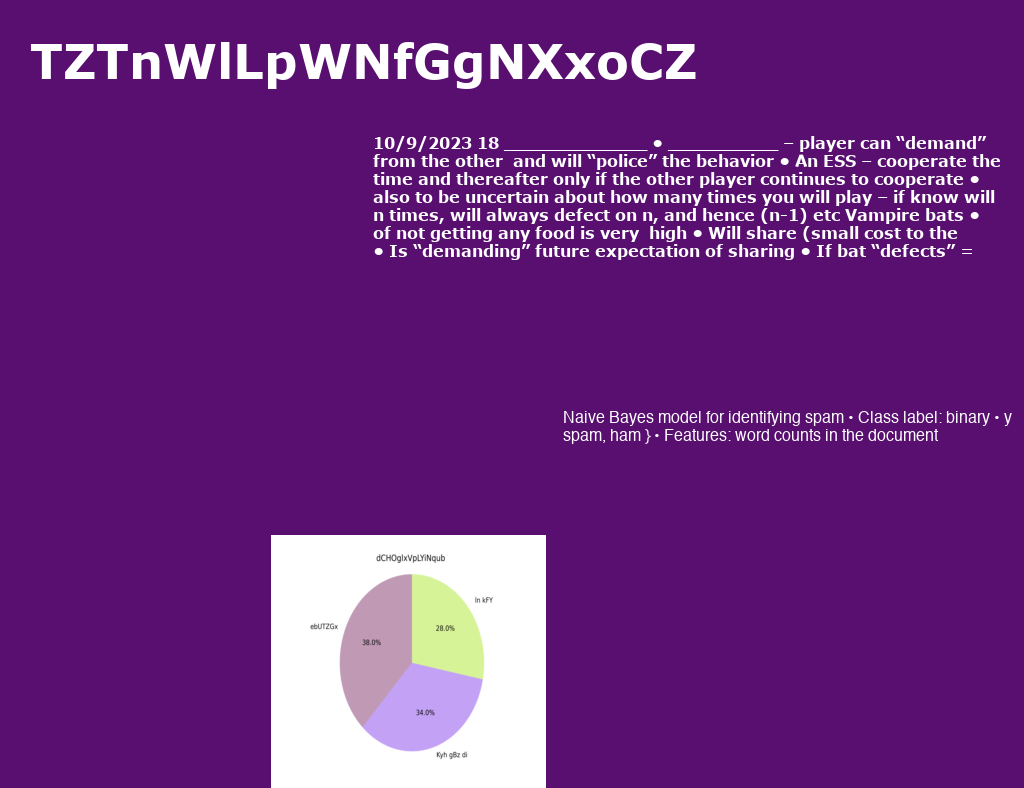 TZTnWlLpWNfGgNXxoCZ
10/9/2023 18 _________________ • _____________ – player can “demand”
from the other  and will “police” the behavior • An ESS – cooperate the
time and thereafter only if the other player continues to cooperate •
also to be uncertain about how many times you will play – if know will
n times, will always defect on n, and hence (n-1) etc Vampire bats •
of not getting any food is very  high • Will share (small cost to the
• Is “demanding” future expectation of sharing • If bat “defects” =
Naive Bayes model for identifying spam • Class label: binary • y
spam, ham } • Features: word counts in the document
dCHOglxVpLYiNqub
ln kFY
28.0%
ebUTZGx
38.0%
34.0%
Kyh gBz di